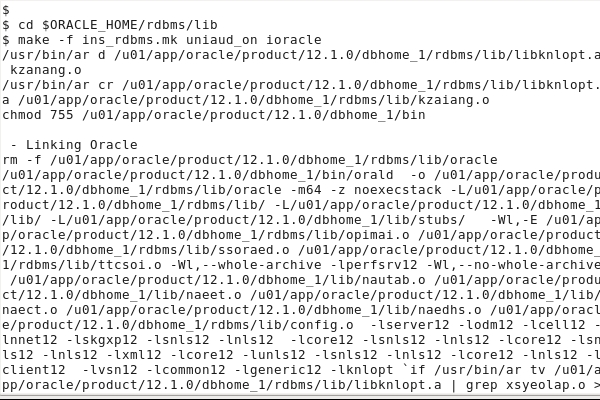 $
$ cd $ORACLE_HOME/rdbms/lib
$ make -f ins_rdbms.mk uniaud_on ioracle
/usr/bin/ar d /u01/app/oracle/product/12.1.0/dbhome_1/rdbms/lib/libknlopt.a
 kzanang.o
/usr/bin/ar cr /u01/app/oracle/product/12.1.0/dbhome_1/rdbms/lib/libknlopt.
a /u01/app/oracle/product/12.1.0/dbhome_1/rdbms/lib/kzaiang.o
chmod 755 /u01/app/oracle/product/12.1.0/dbhome_1/bin

 - Linking Oracle
rm -f /u01/app/oracle/product/12.1.0/dbhome_1/rdbms/lib/oracle
/u01/app/oracle/product/12.1.0/dbhome_1/bin/orald  -o /u01/app/oracle/produ
ct/12.1.0/dbhome_1/rdbms/lib/oracle -m64 -z noexecstack -L/u01/app/oracle/p
roduct/12.1.0/dbhome_1/rdbms/lib/ -L/u01/app/oracle/product/12.1.0/dbhome_1
/lib/ -L/u01/app/oracle/product/12.1.0/dbhome_1/lib/stubs/   -Wl,-E /u01/ap
p/oracle/product/12.1.0/dbhome_1/rdbms/lib/opimai.o /u01/app/oracle/product
/12.1.0/dbhome_1/rdbms/lib/ssoraed.o /u01/app/oracle/product/12.1.0/dbhome_
1/rdbms/lib/ttcsoi.o -Wl,--whole-archive -lperfsrv12 -Wl,--no-whole-archive
 /u01/app/oracle/product/12.1.0/dbhome_1/lib/nautab.o /u01/app/oracle/produ
ct/12.1.0/dbhome_1/lib/naeet.o /u01/app/oracle/product/12.1.0/dbhome_1/lib/
naect.o /u01/app/oracle/product/12.1.0/dbhome_1/lib/naedhs.o /u01/app/oracl
e/product/12.1.0/dbhome_1/rdbms/lib/config.o  -lserver12 -lodm12 -lcell12 -
lnnet12 -lskgxp12 -lsnls12 -lnls12  -lcore12 -lsnls12 -lnls12 -lcore12 -lsn
ls12 -lnls12 -lxml12 -lcore12 -lunls12 -lsnls12 -lnls12 -lcore12 -lnls12 -l
client12  -lvsn12 -lcommon12 -lgeneric12 -lknlopt `if /usr/bin/ar tv /u01/a
pp/oracle/product/12.1.0/dbhome_1/rdbms/lib/libknlopt.a | grep xsyeolap.o >